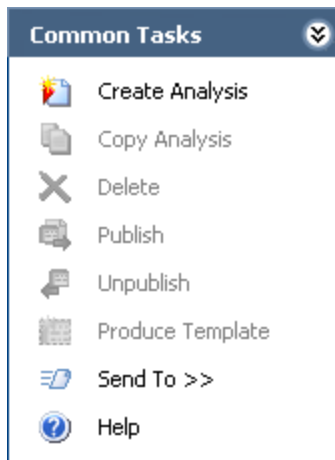 Common Tasks
Create Analysis
Copy Analysis
Delete
Publish
Unpublish
Produce Template
Send To >>
Help